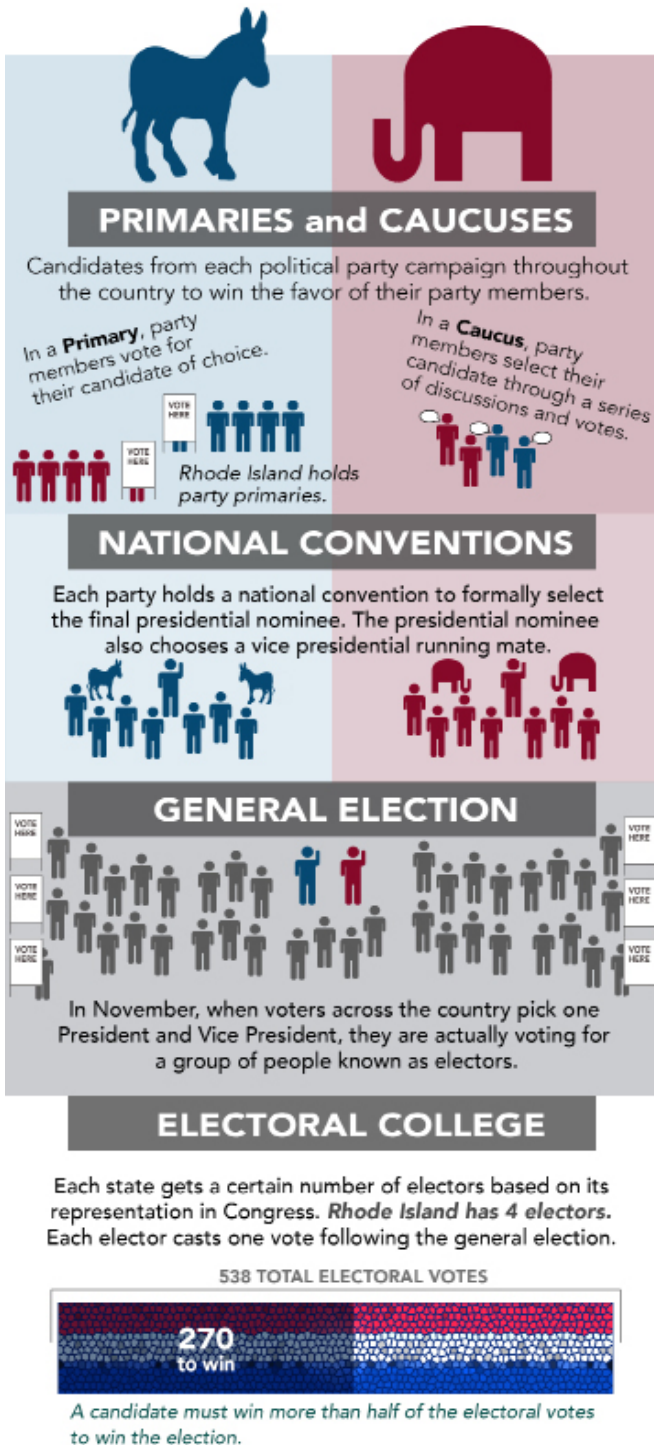 PRIMARIES and CAUCUSES
Candidates from each political party campaign throughout
the country to win the favor of their party members.
In a Primary, party
members vote for
their candidate of choice.
In a Caucus, party
members select their
candidate through a series
of discussions and votes.
VOTE
HERE
VOTE
HERE
Rhode Island holds
party primaries.
NATIONAL CONVENTIONS
Each party holds a national convention to formally select
the final presidential nominee. The presidential nominee
also chooses a vice presidential running mate.
GENERAL ELECTION
VOTE
HERE
VOTE
HERE
VOTE
HERE
VOTE
HERE
VOTE
HERE
VOTE
HERE
In November, when voters across the country pick one
President and Vice President, they are actually voting for
a group of people known as electors.
ELECTORAL COLLEGE
Each state gets a certain number of electors based on its
representation in Congress. Rhode Island has 4 electors.
Each elector casts one vote following the general election.
538 TOTAL ELECTORAL VOTES
270
to win
A candidate must win more than half of the electoral votes
to win the election.